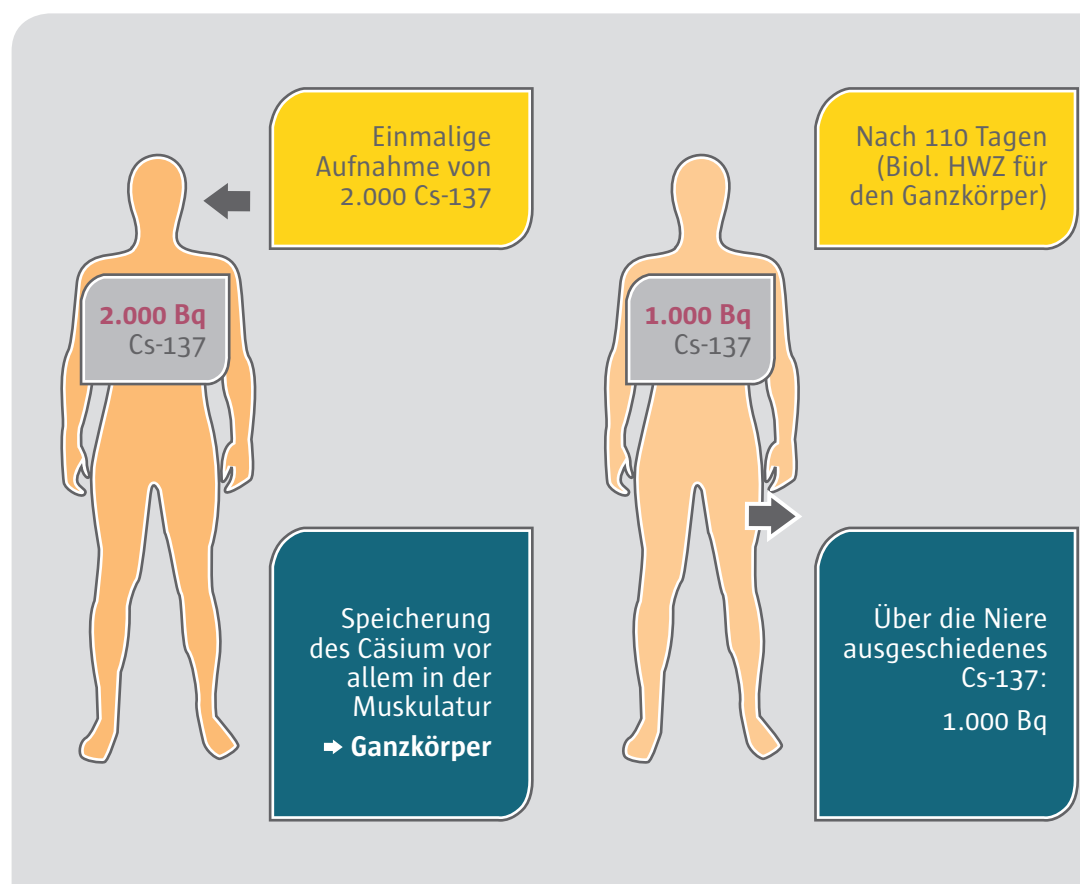 Einmalige
Aufnahme von
2.000 Cs-137
2.000 Bq
Cs-137
Speicherung
des Cäsium vor
allem in der
Muskulatur
➨ Ganzkörper
Nach 110 Tagen
(Biol. HWZ für
den Ganzkörper)
1.000 Bq
Cs-137
Über die Niere
ausgeschiedenes
Cs-137:
1.000 Bq